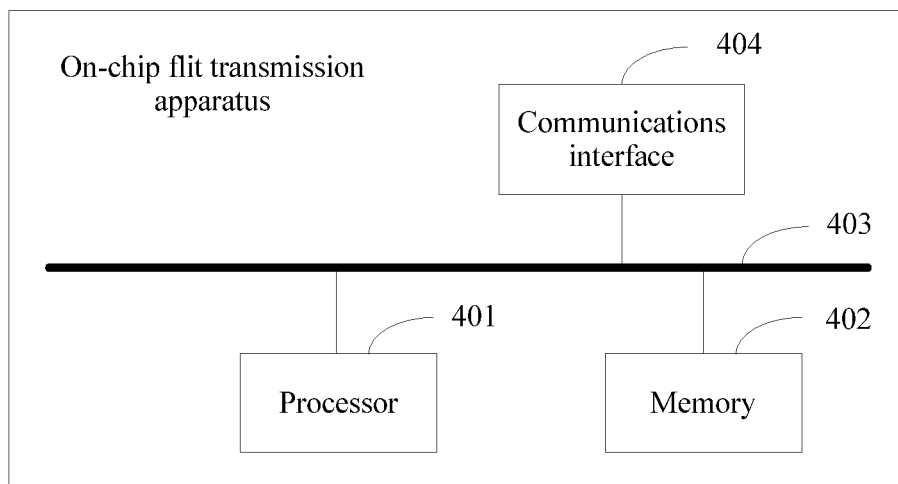 404
On-chip flit transmission
apparatus
Communications
interface
403
401
402
Processor
Memory